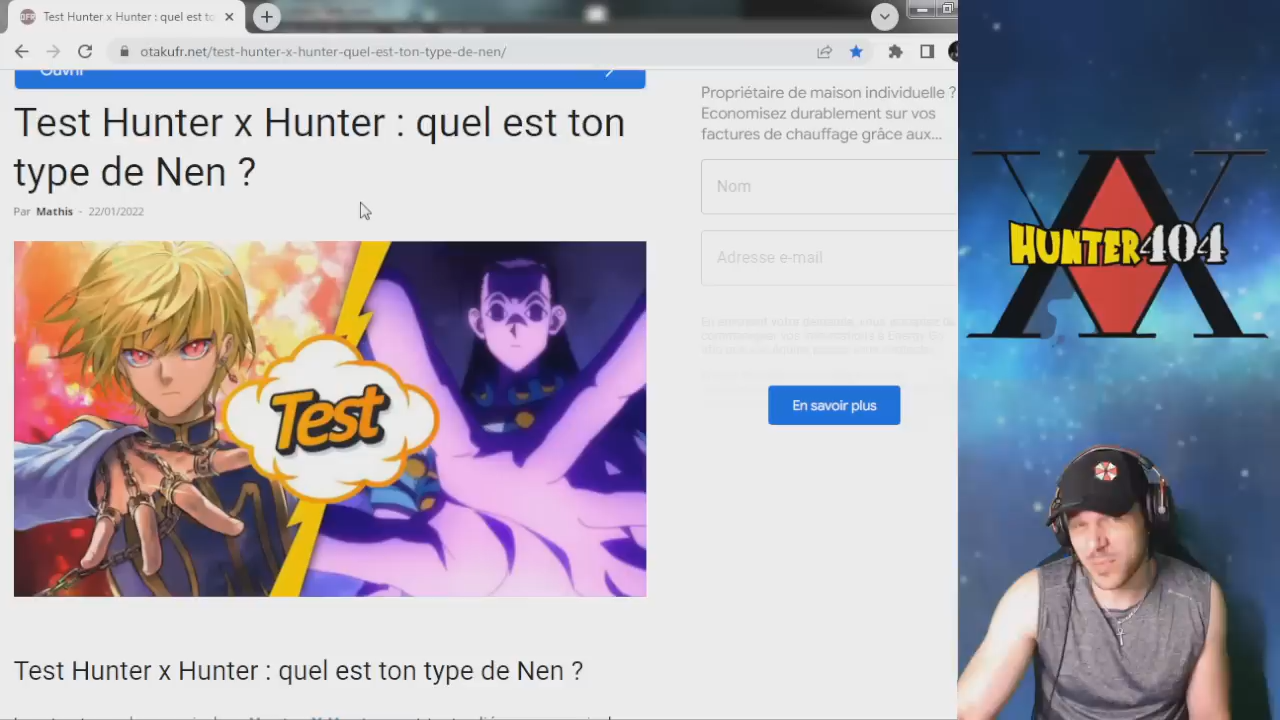 Test Hunter x Hunter : quel est to
otakufr.net/test-hunter-x-hunter-quel-est-ton-type-de-nen/
Ouvrir
Test Hunter x Hunter : quel est ton
type de Nen ?
Par Mathis - 22/01/2022
Test
Test Hunter x Hunter : quel est ton type de Nen ?
Propriétaire de maison individuelle ?
Economisez durablement sur vos
factures de chauffage grâce aux...
Nom
Adresse e-mail
En savoir plus
HUNTER404